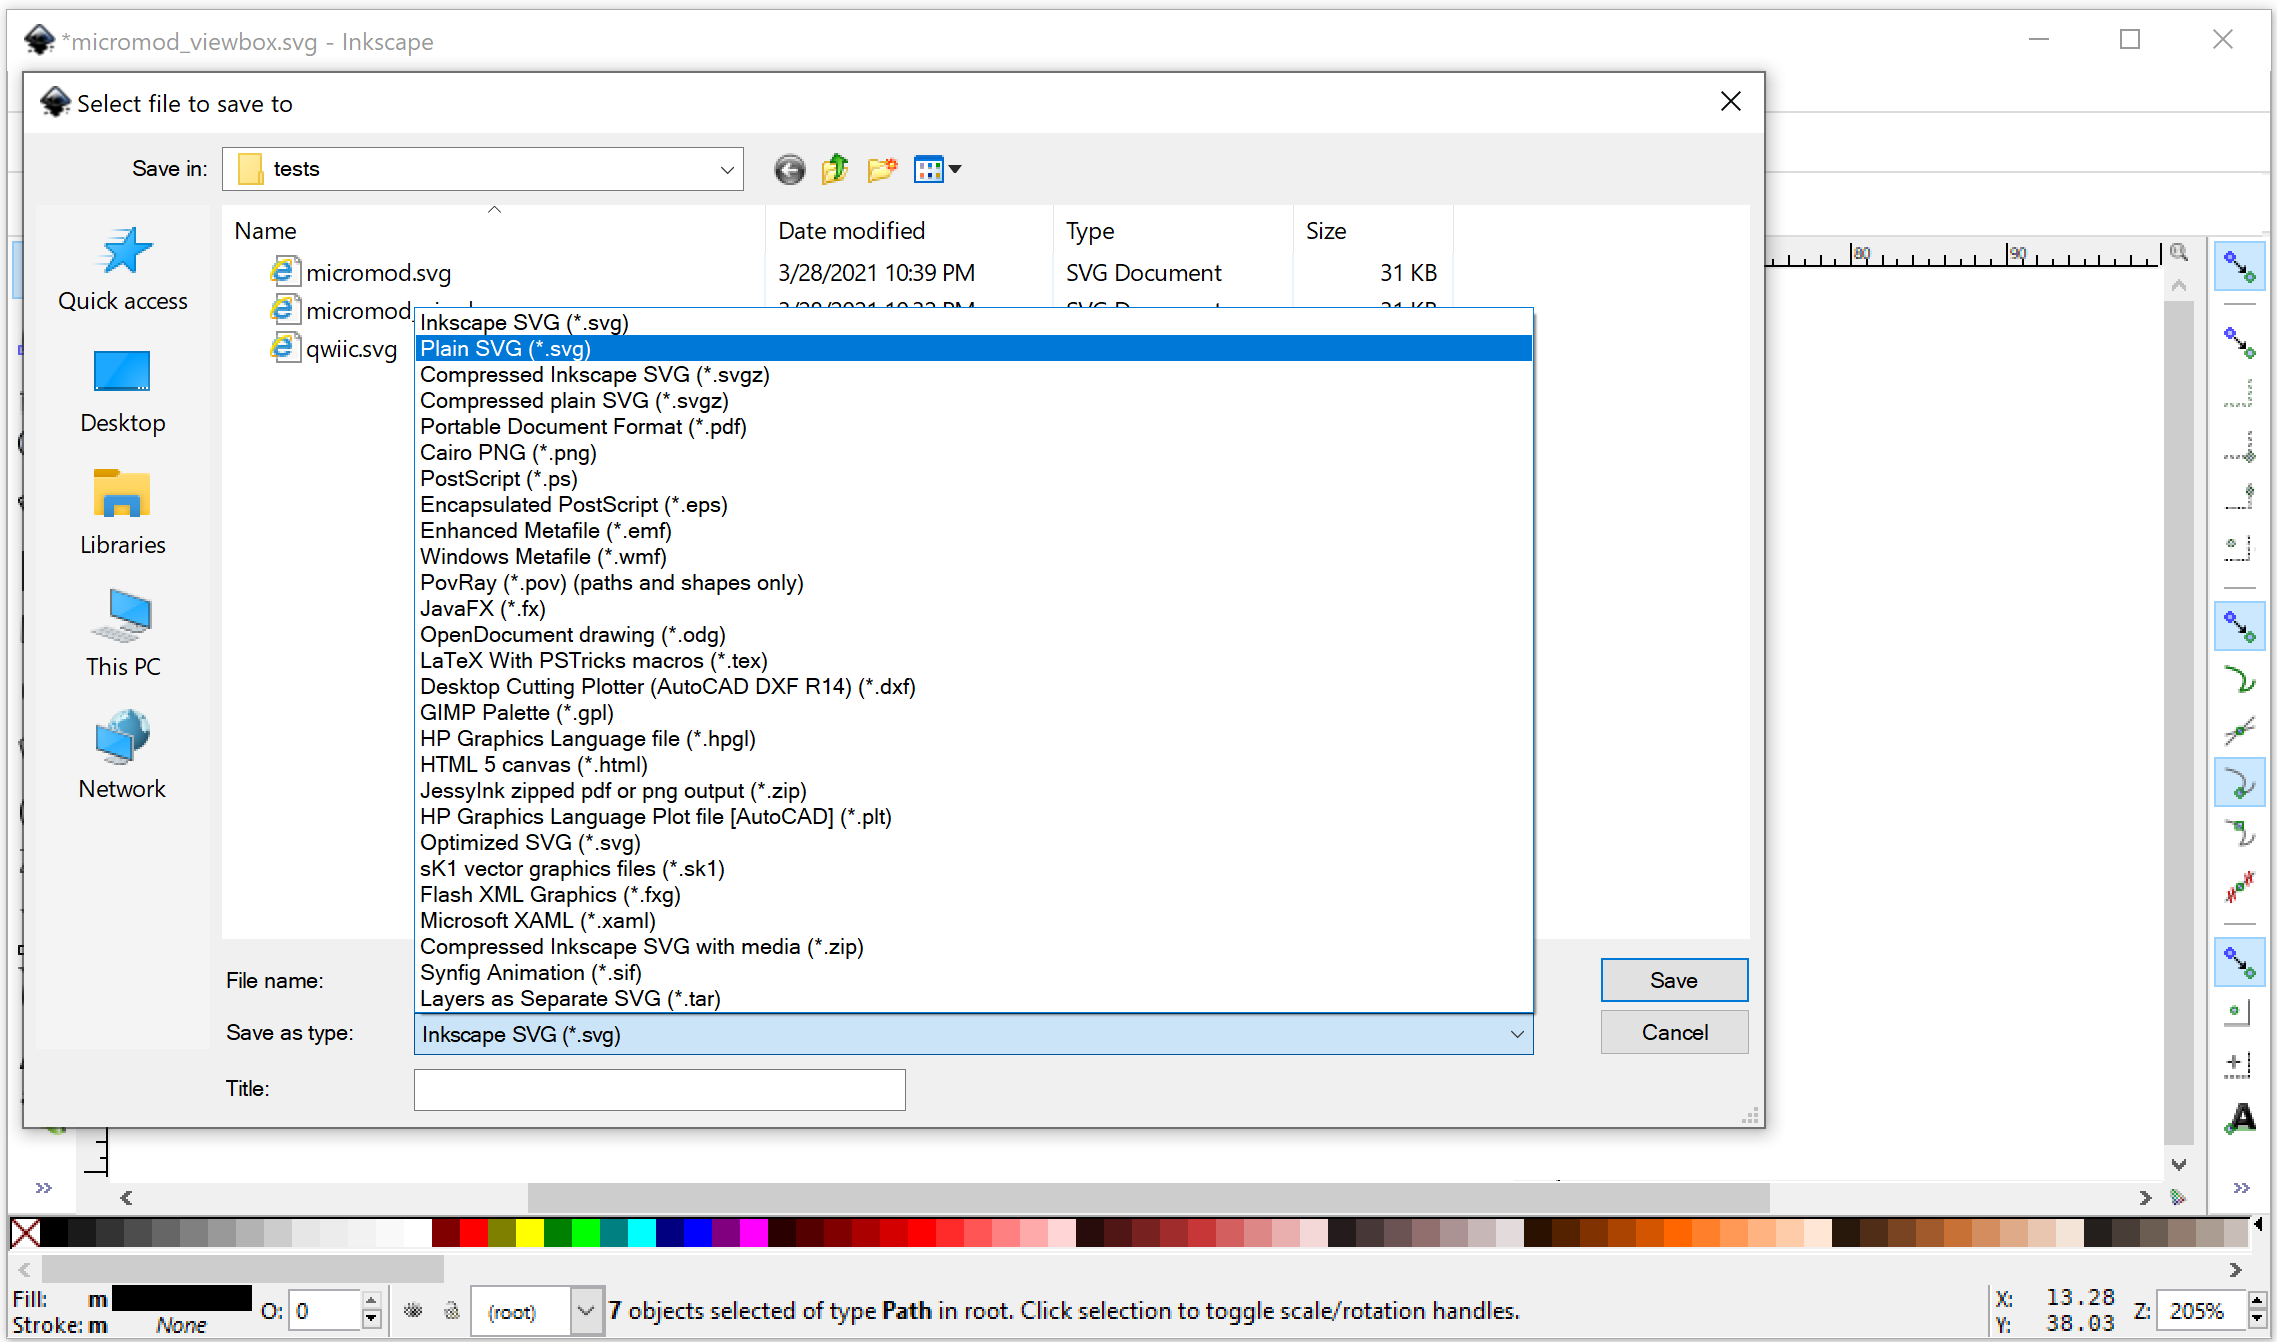 *micromod_viewbox.svg - Inkscape
Select file to save to
Save in:
tests
Quick access
Desktop
Libraries
This PC
Network
Name Date modified Type Size
micromod.svg 3/28/2021 10:39 PM SVG Document 31 KB
micromod_
qwiic.svg
Inkscape SVG (*.svg)
Plain SVG (*.svg)
Compressed Inkscape SVG (*.svgz)
Compressed plain SVG (*.svgz)
Portable Document Format (*.pdf)
Cairo PNG (*.png)
PostScript (*.ps)
Encapsulated PostScript (*.eps)
Enhanced Metafile (*.emf)
Windows Metafile (*.wmf)
PovRay (*.pov) (paths and shapes only)
JavaFX (*.fx)
OpenDocument drawing (*.odg)
LaTeX With PSTricks macros (*.tex)
Desktop Cutting Plotter (AutoCAD DXF R14) (*.dxf)
GIMP Palette (*.gpl)
HP Graphics Language file (*.hpgl)
HTML 5 canvas (*.html)
JessyInk zipped pdf or png output (*.zip)
HP Graphics Language Plot file [AutoCAD] (*.plt)
Optimized SVG (*.svg)
sK1 vector graphics files (*.sk1)
Flash XML Graphics (*.fxg)
Microsoft XAML (*.xaml)
Compressed Inkscape SVG with media (*.zip)
Synfig Animation (*.sif)
Layers as Separate SVG (*.tar)
File name:
Save as type: Inkscape SVG (*.svg)
Title:
Save
Cancel
80 90
Fill: m
Stroke: m None
O: 0
(root)
7 objects selected of type Path in root. Click selection to toggle scale/rotation handles.
X: 13.28
Y: 38.03
Z: 205%